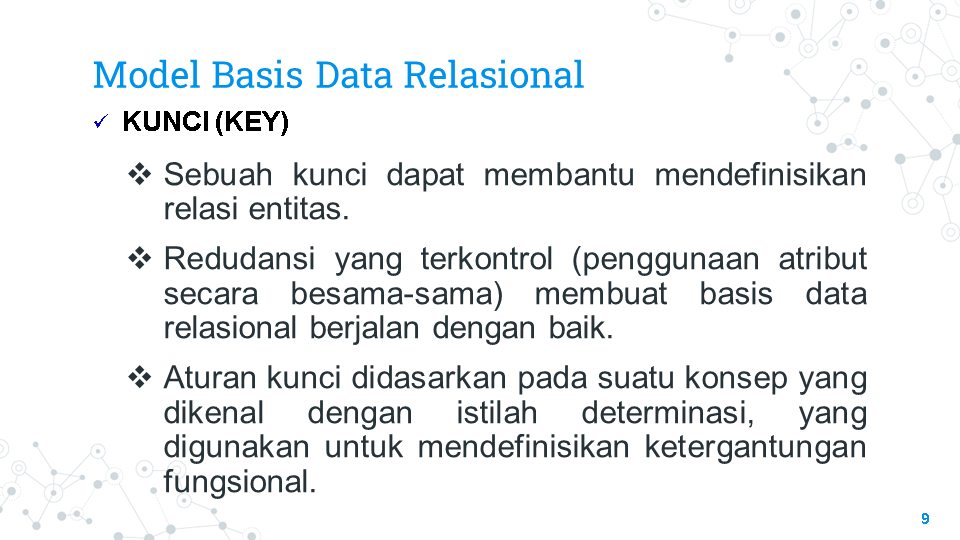 Model Basis Data Relasional
✓ KUNCI (KEY)
❖ Sebuah kunci dapat membantu mendefinisikan
relasi entitas.
❖ Redudansi yang terkontrol (penggunaan atribut
secara besama-sama) membuat basis data
relasional berjalan dengan baik.
❖ Aturan kunci didasarkan pada suatu konsep yang
dikenal dengan istilah determinasi, yang
digunakan untuk mendefinisikan ketergantungan
fungsional.
9